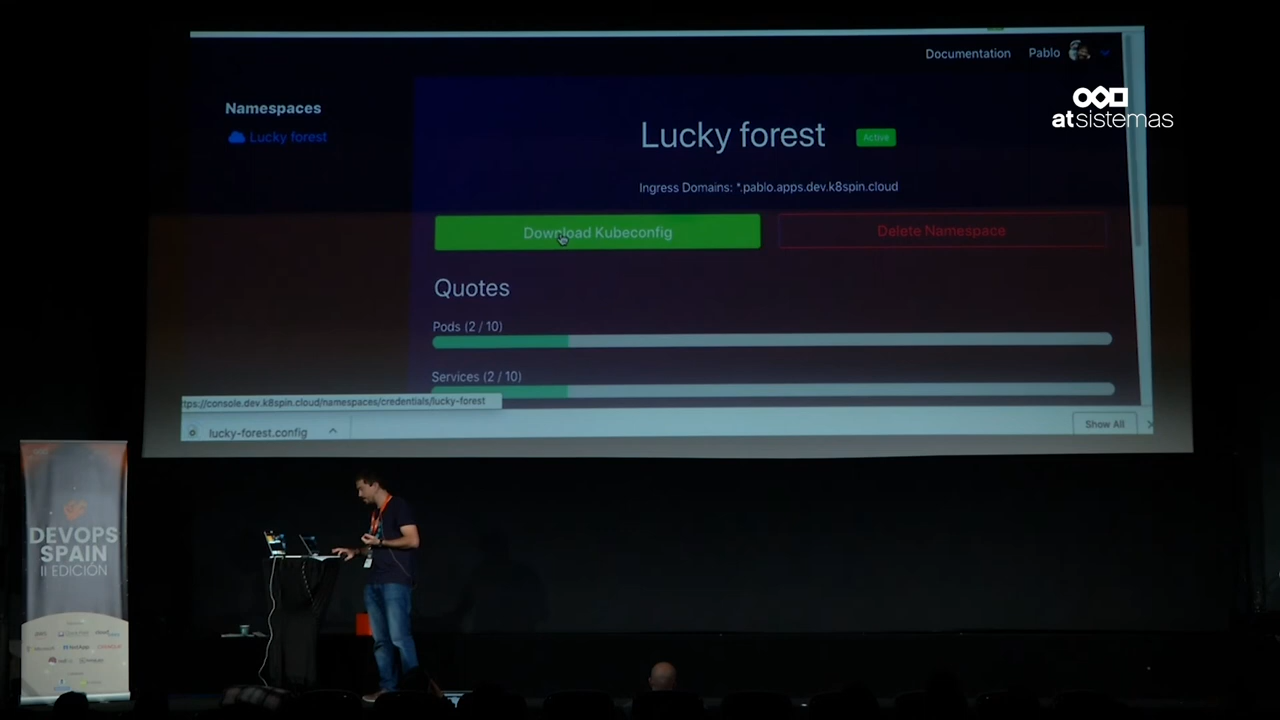 Documentation
Pablo
atsistemas
Namespaces
Lucky forest
Lucky forest
Active
Ingress Domains: *.pablo.apps.dev.k8spin.cloud
Download Kubeconfig
Delete Namespace
Quotes
Pods (2 / 10)
Services (2 / 10)
tps://console.dev.k8spin.cloud/namespaces/credentials/lucky-forest
lucky-forest.config
Show All
DEVOPS
SPAIN
II EDICIÓN